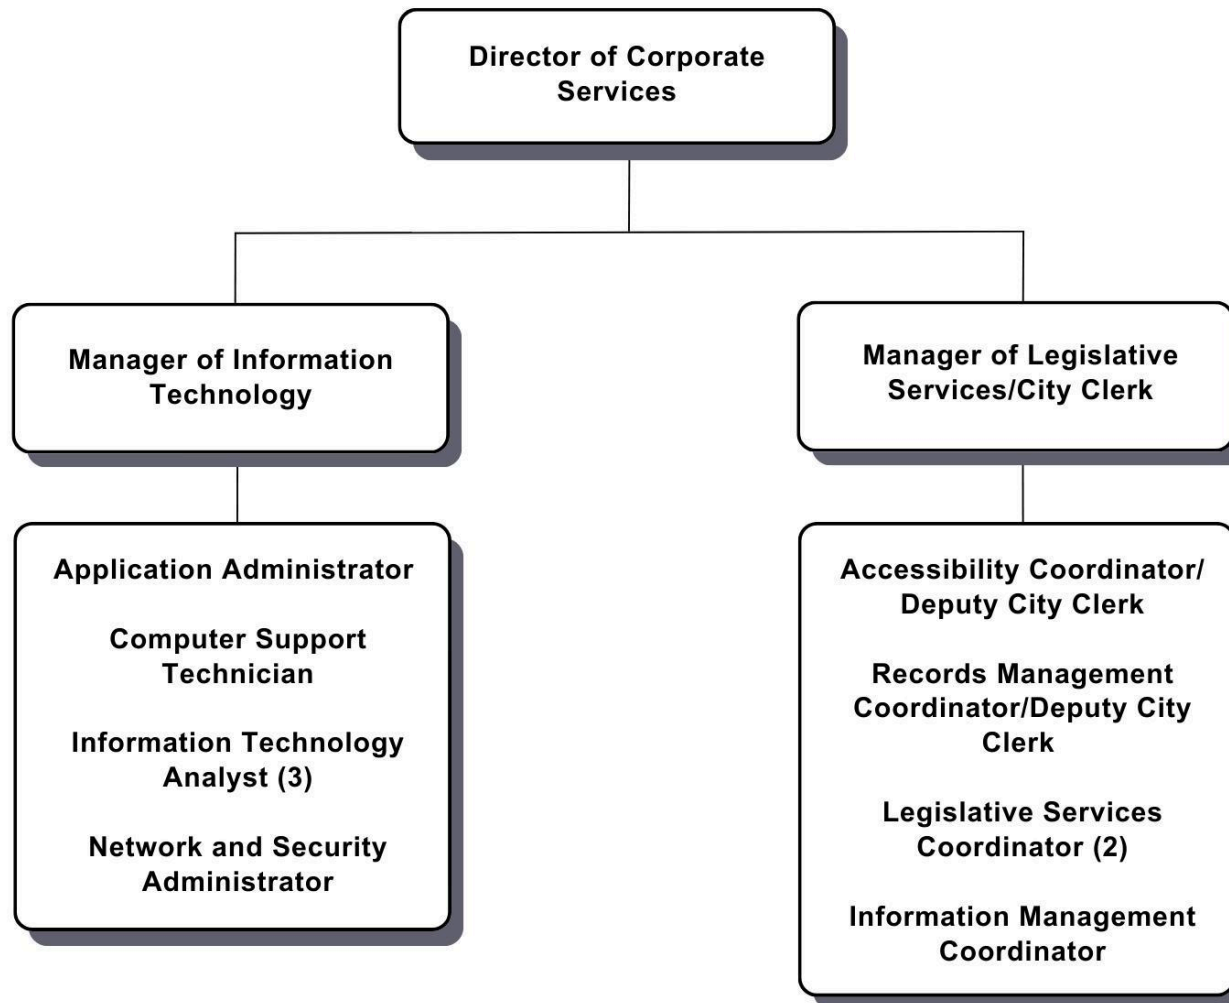 Director of Corporate
Services
Manager of Information
Technology
Manager of Legislative
Services/City Clerk
Application Administrator
Computer Support
Technician
Information Technology
Analyst (3)
Network and Security
Administrator
Accessibility Coordinator/
Deputy City Clerk
Records Management
Coordinator/Deputy City
Clerk
Legislative Services
Coordinator (2)
Information Management
Coordinator